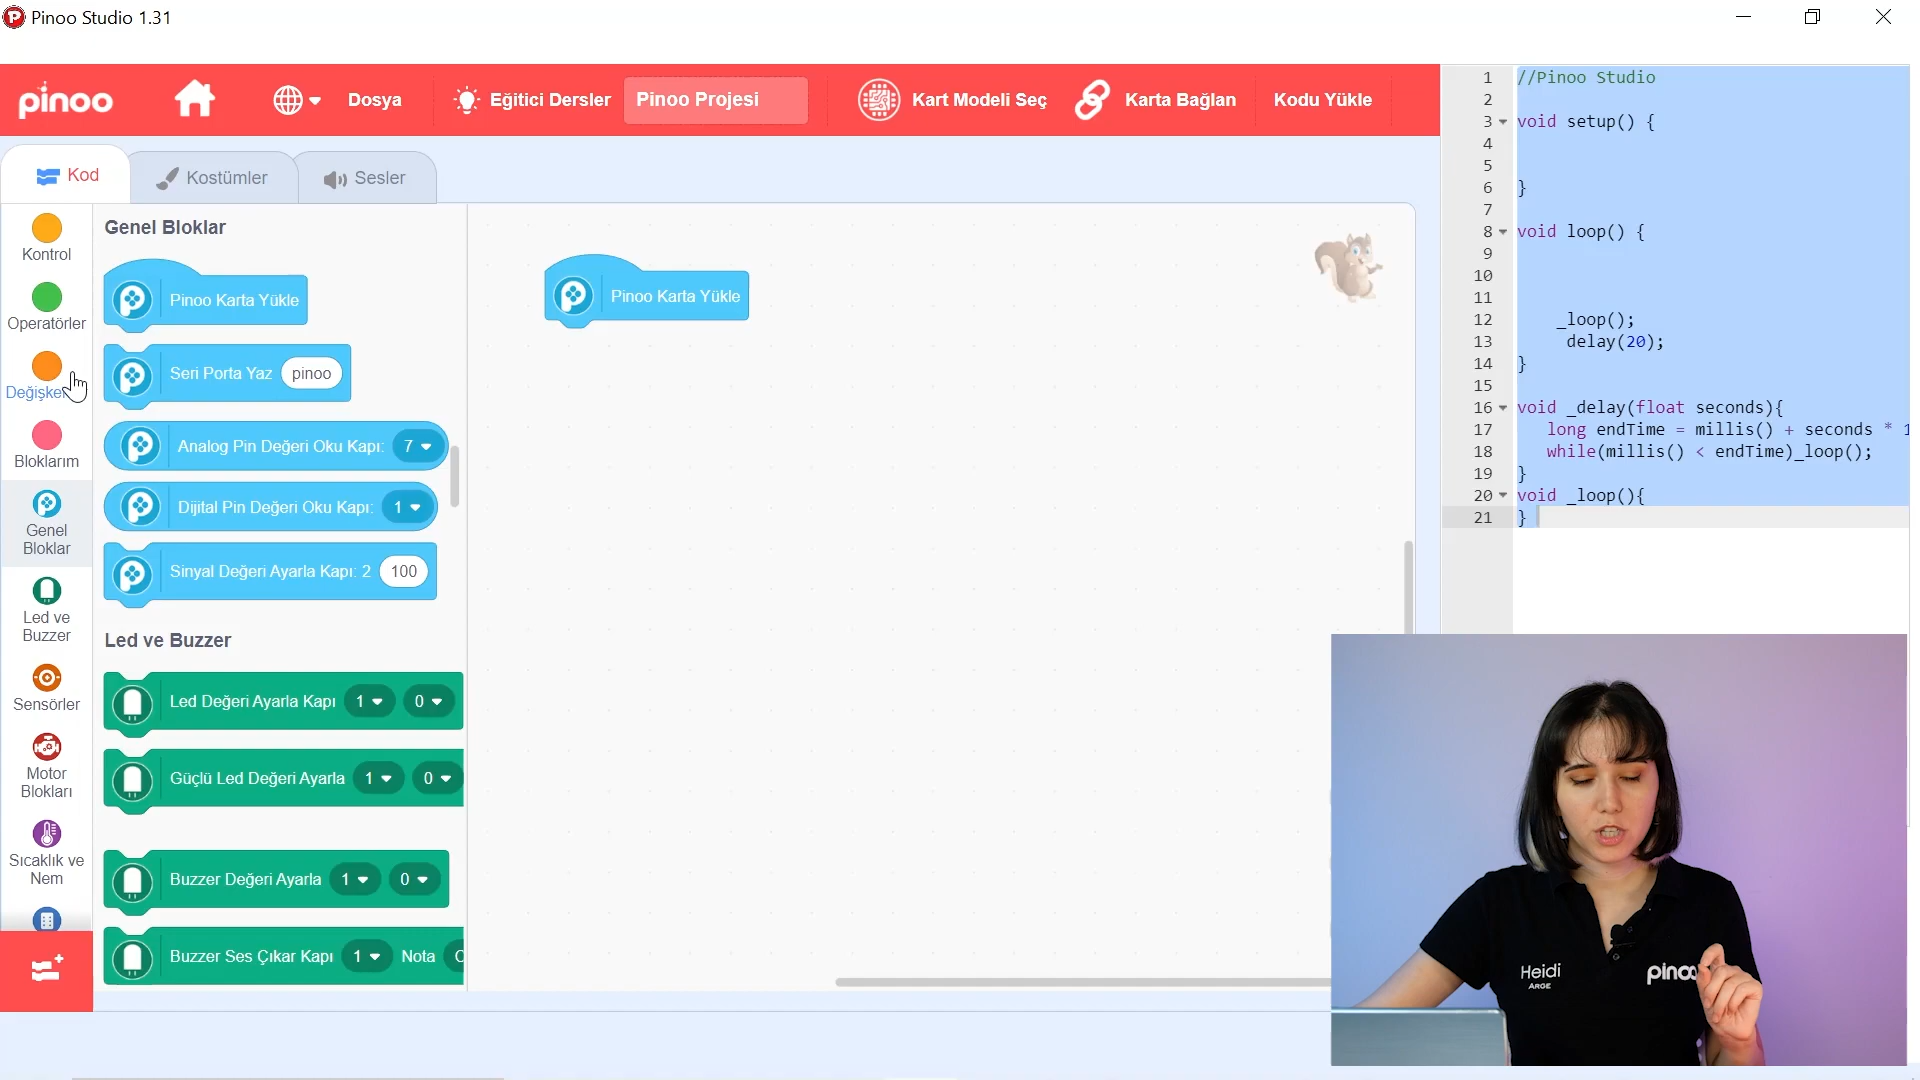 Pinoo Studio 1.31
pinoo
Dosya
Eğitici Dersler
Pinoo Projesi
Kart Modeli Seç
Karta Bağlan
Kodu Yükle
Kod
Kostümler
Sesler
Kontrol
Operatörler
Değişke
Bloklarım
Genel
Bloklar
Led ve
Buzzer
Sensörler
Motor
Blokları
Sıcaklık ve
Nem
Genel Bloklar
Pinoo Karta Yükle
Seri Porta Yaz pinoo
Analog Pin Değeri Oku Kapı: 7
Dijital Pin Değeri Oku Kapı: 1
Sinyal Değeri Ayarla Kapı: 2 100
Led ve Buzzer
Led Değeri Ayarla Kapı 1 0
Güçlü Led Değeri Ayarla 1 0
Buzzer Değeri Ayarla 1 0
Buzzer Ses Çıkar Kapı 1 Nota
Pinoo Karta Yükle
1 //Pinoo Studio
2
3 void setup() {
4
5
6 }
7
8 void loop() {
9
10
11
12 _loop();
13 delay(20);
14 }
15
16 void _delay(float seconds){
17 long endTime = millis() + seconds * 1
18 while(millis() < endTime)_loop();
19 }
20 void _loop(){
21 }
Heidi
ARGE
pinoo